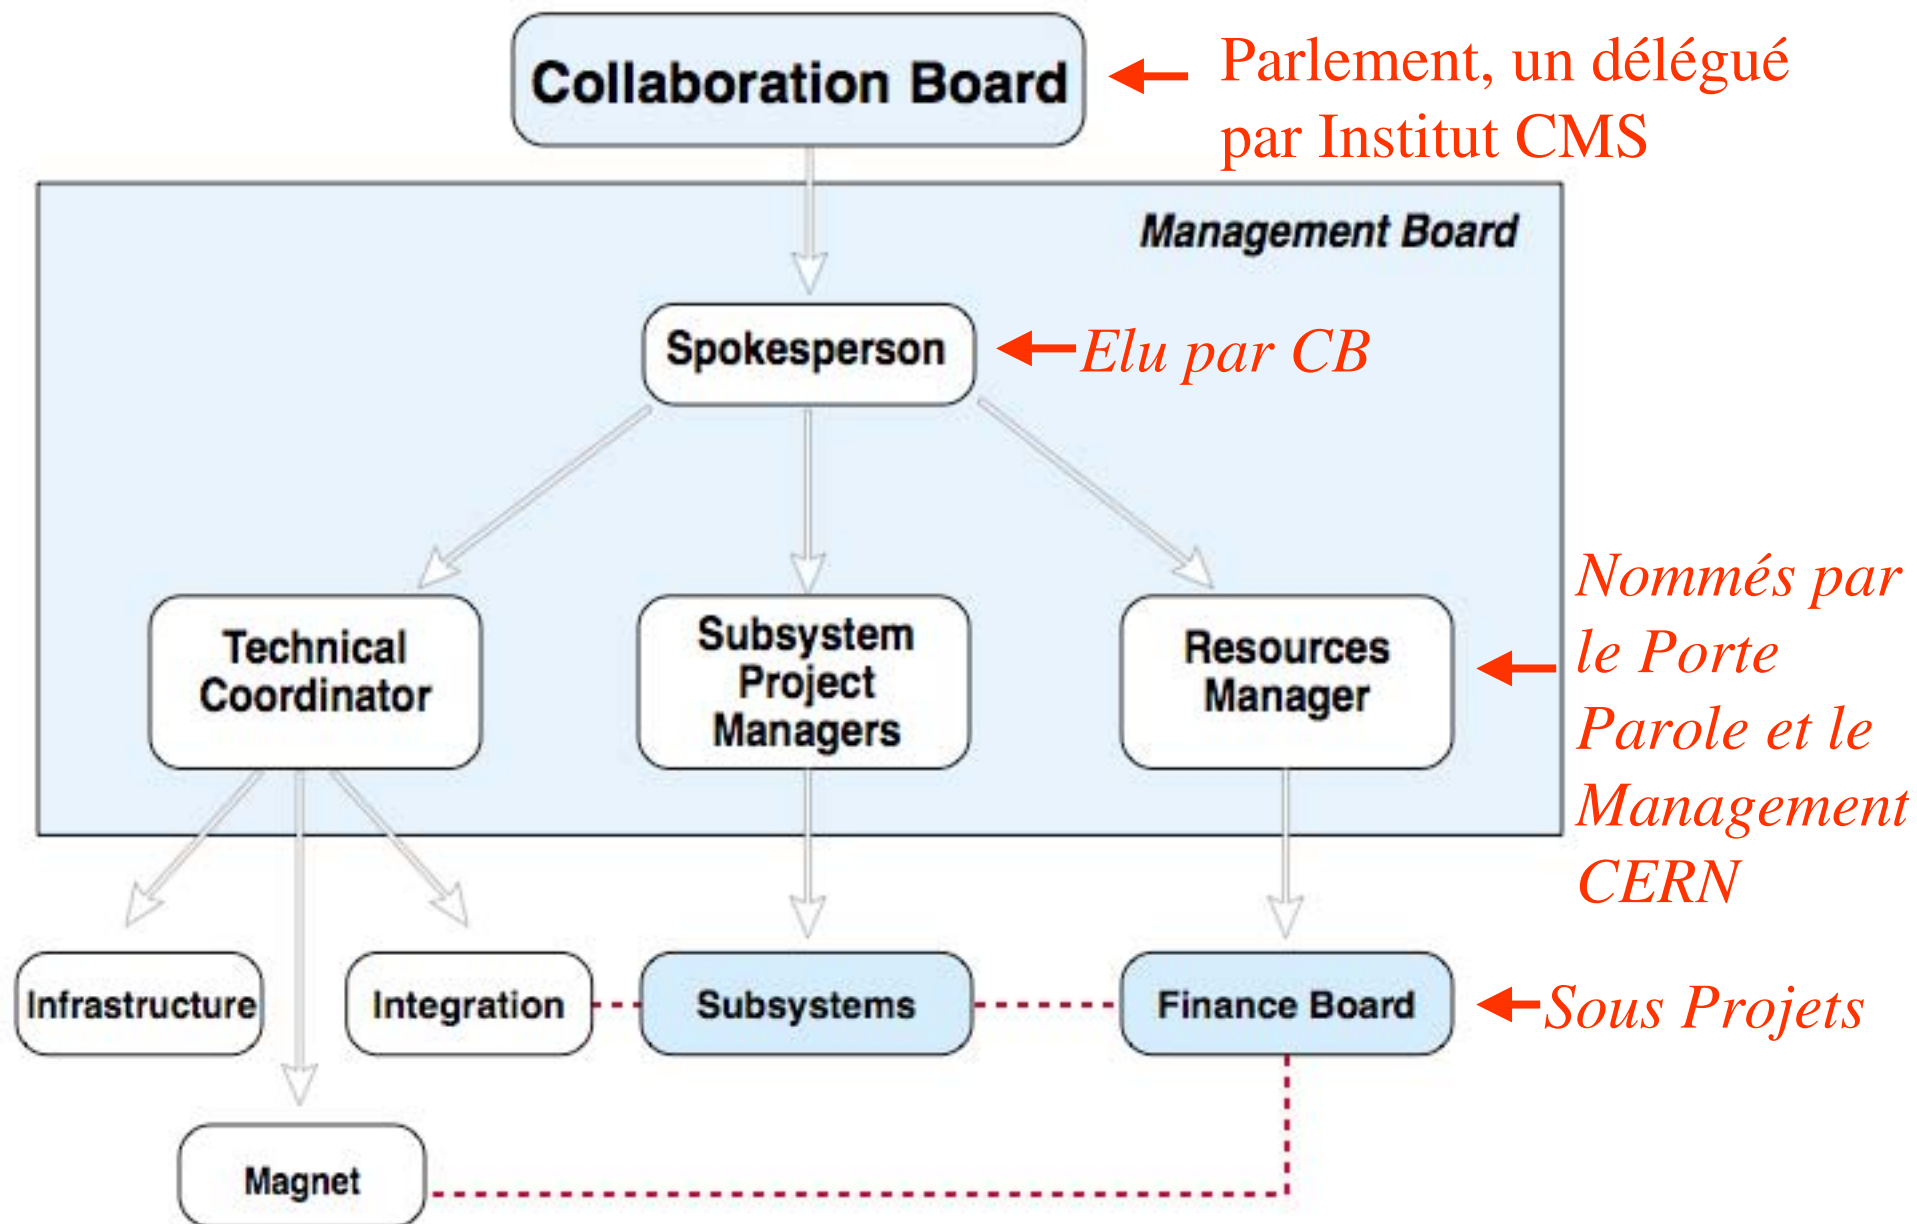 Collaboration Board
Parlement, un délégué
par Institut CMS
Management Board
Spokesperson
Elu par CB
Technical
Coordinator
Subsystem
Project
Managers
Resources
Manager
Nommés par
le Porte
Parole et le
Management
CERN
Infrastructure
Integration
Subsystems
Finance Board
Sous Projets
Magnet